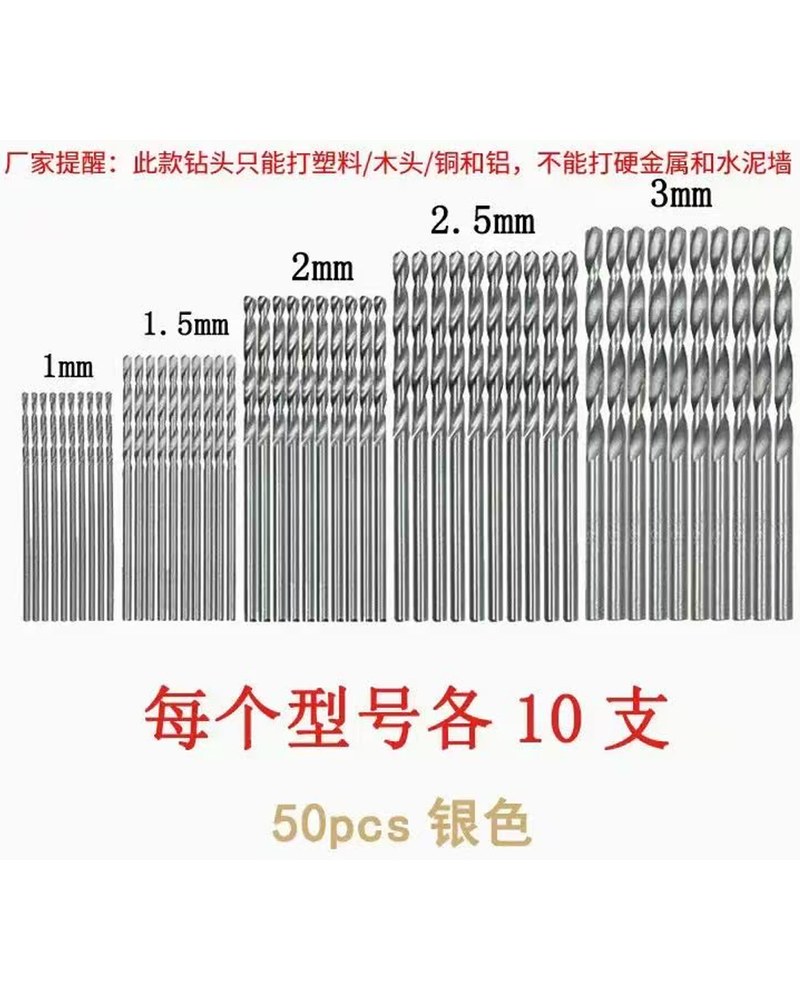 厂家提醒：此款钻头只能打塑料/木头/铜和铝，不能打硬金属和水泥墙
3mm
2.5mm
2mm
1.5mm
1mm
每个型号各10支
50pcs 银色